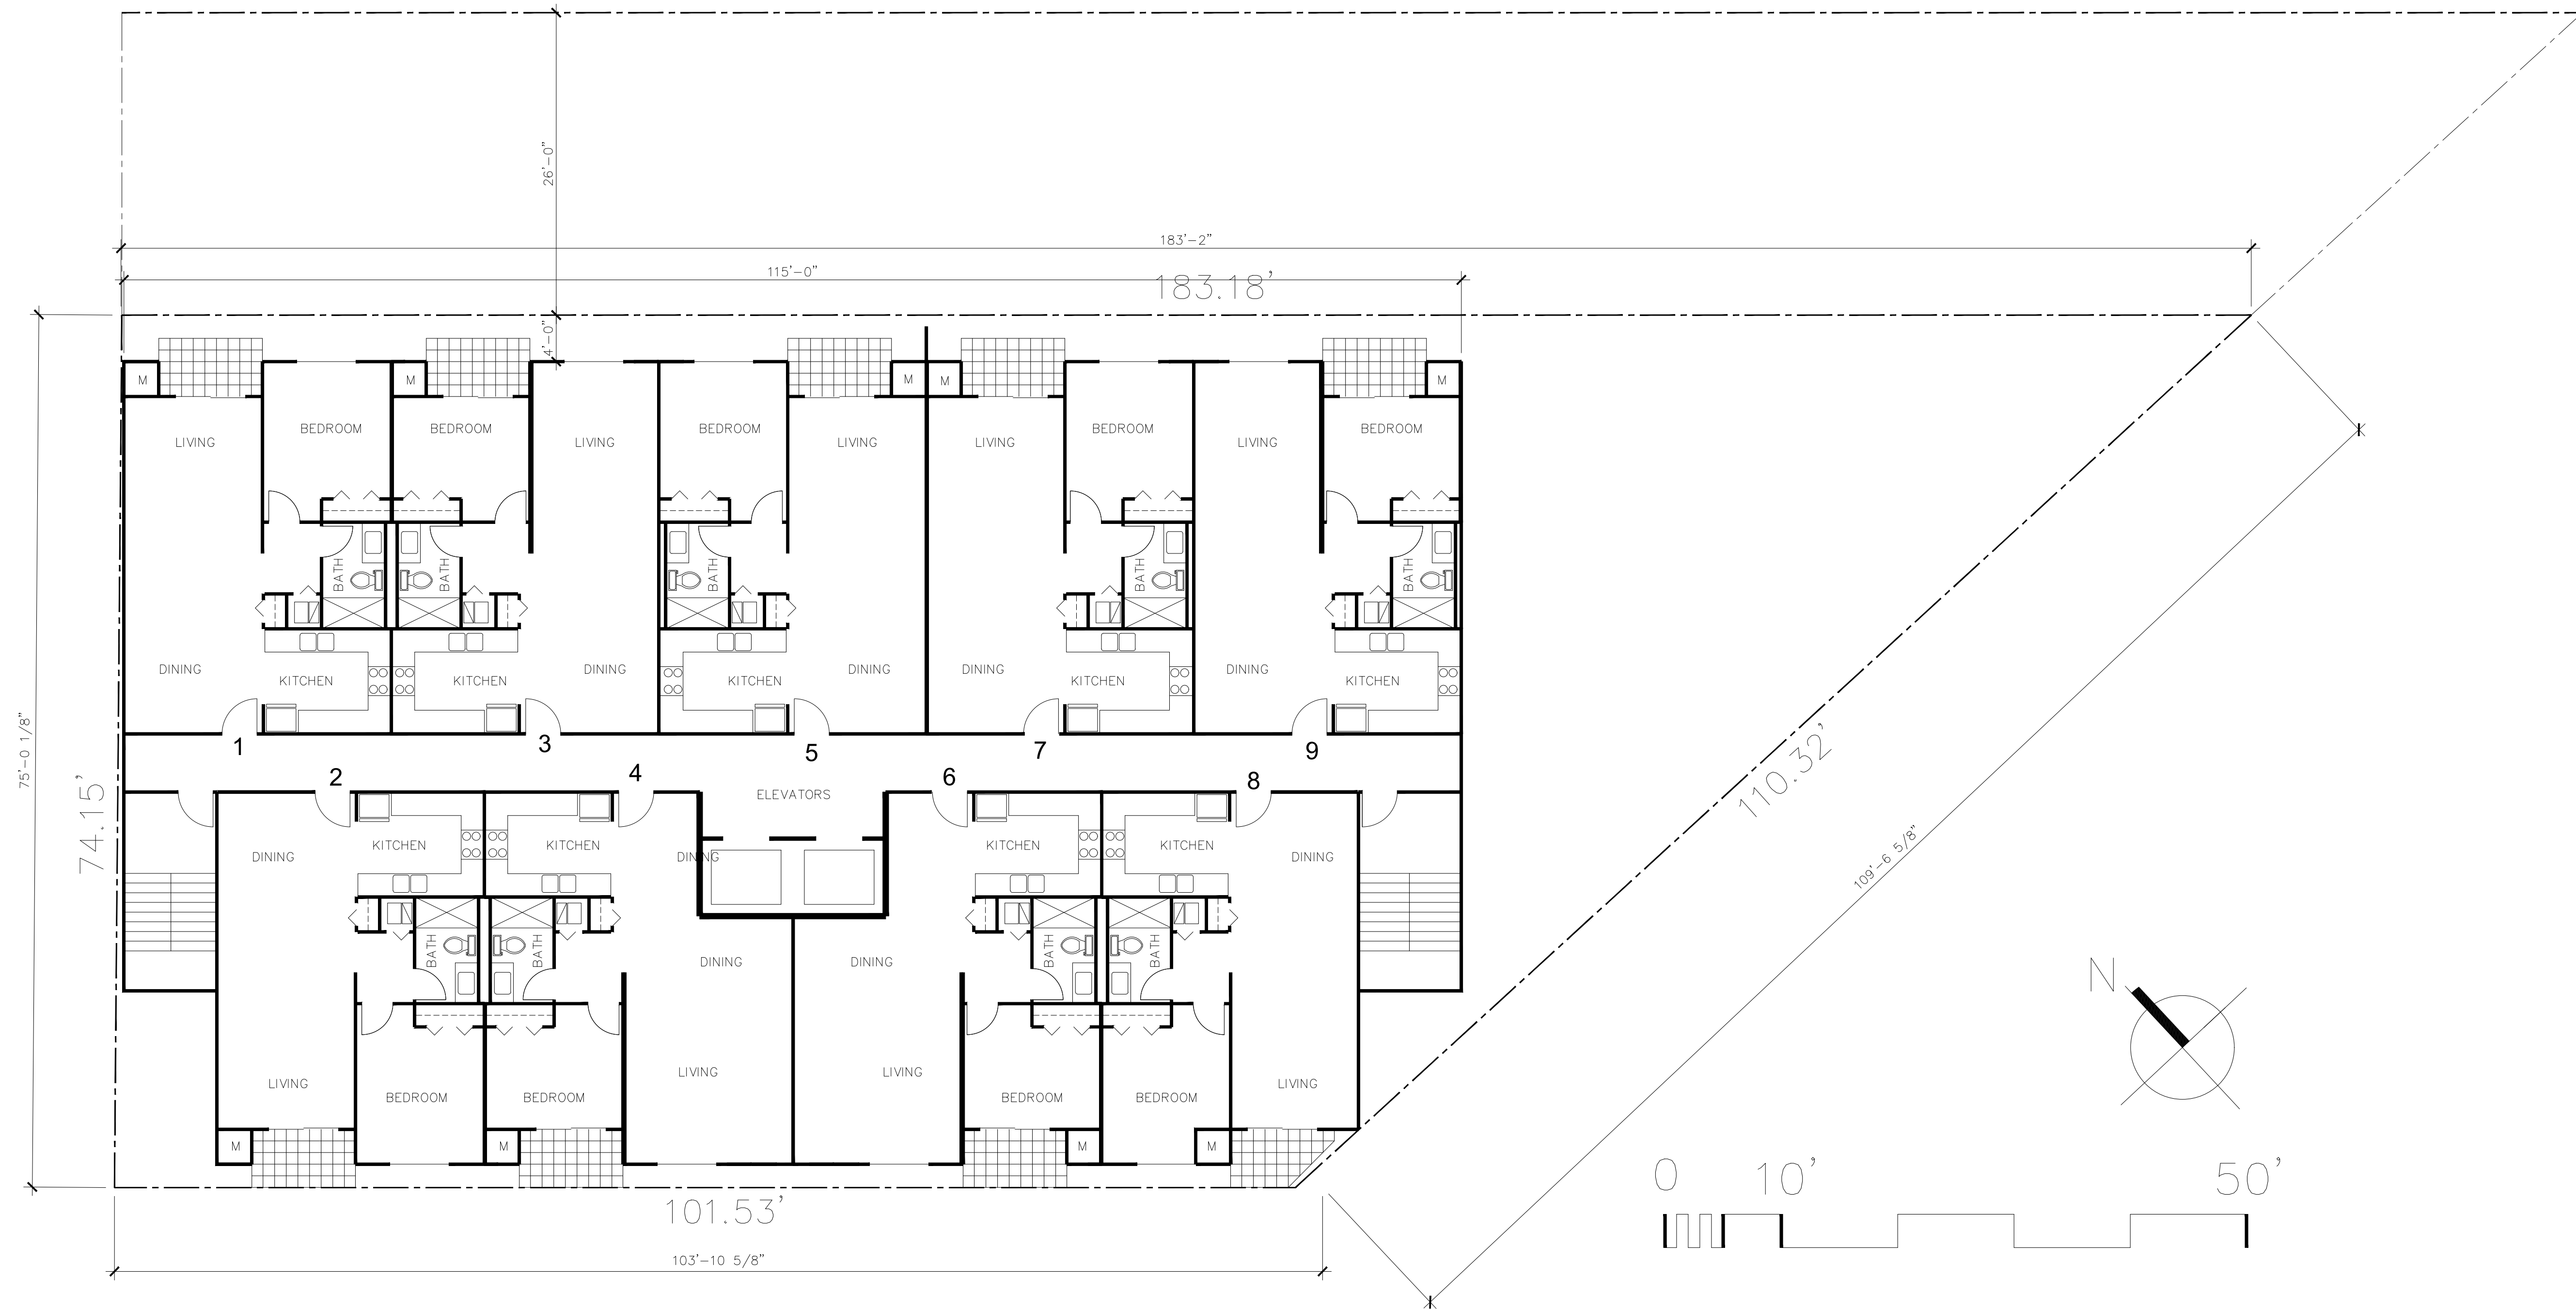 26'-0"
183'-2"
115'-0"
183.18'
4'-0"
M M M M M
LIVING BEDROOM BEDROOM LIVING BEDROOM LIVING LIVING BEDROOM LIVING BEDROOM
BATH BATH BATH BATH BATH
DINING KITCHEN KITCHEN DINING KITCHEN DINING DINING KITCHEN DINING KITCHEN
75'-0 1/8"
74.15'
1 3 5 7 9
2 4 6 8
ELEVATORS
DINING KITCHEN KITCHEN DINING KITCHEN KITCHEN DINING
BATH BATH BATH BATH
DINING DINING
LIVING LIVING LIVING LIVING
BEDROOM BEDROOM BEDROOM BEDROOM
M M M M
110.32'
109'-6 5/8"
N
101.53'
103'-10 5/8"
0 10' 50'